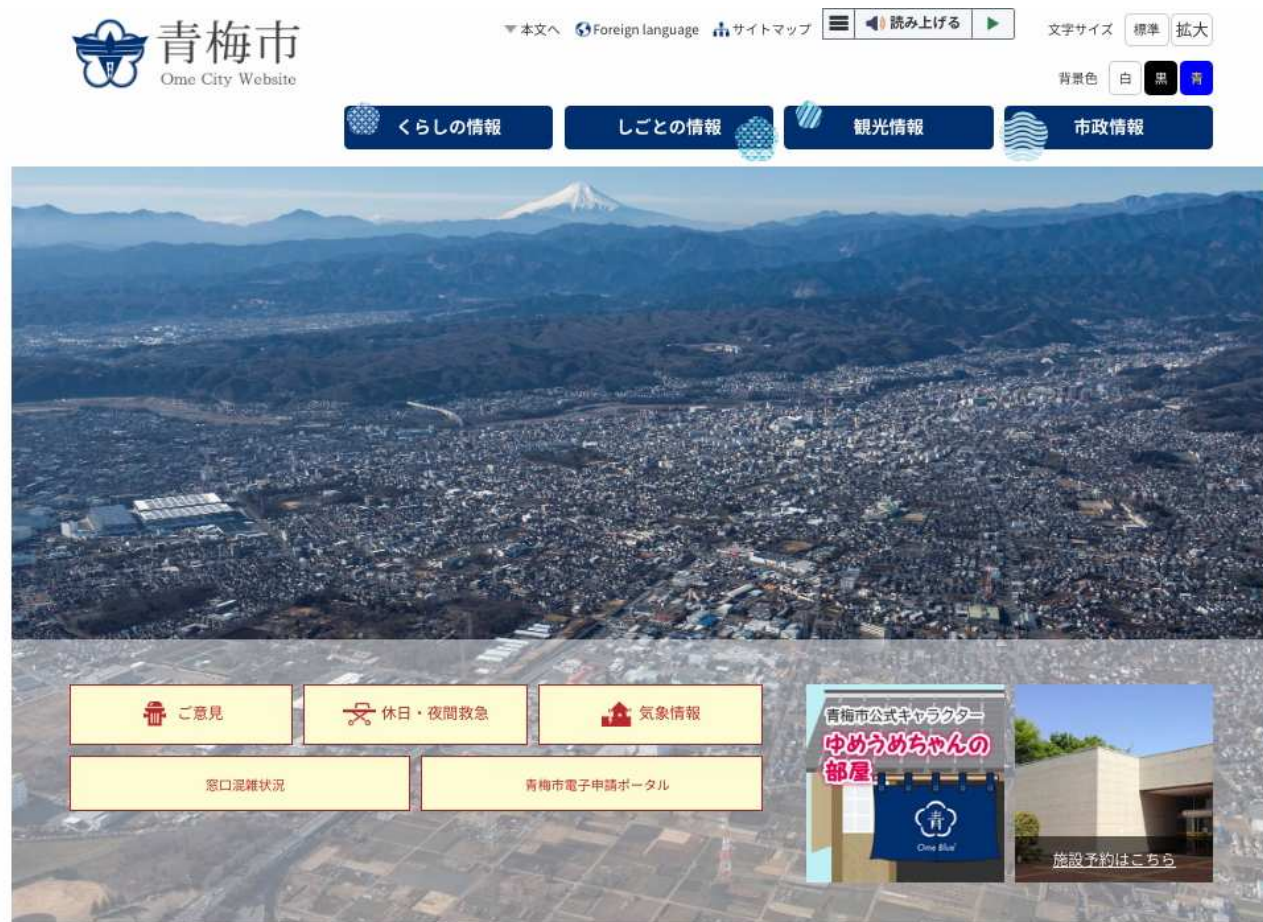 青梅市
Ome City Website
本文へ Foreign language サイトマップ 読み上げる 文字サイズ 標準 拡大
背景色 白 黒 青
くらしの情報 しごとの情報 観光情報 市政情報
ご意見 休日・夜間救急 気象情報
窓口混雑状況 青梅市電子申請ポータル
青梅市公式キャラクター
ゆめうめちゃんの
部屋
青
Ome Blue
施設予約はこちら